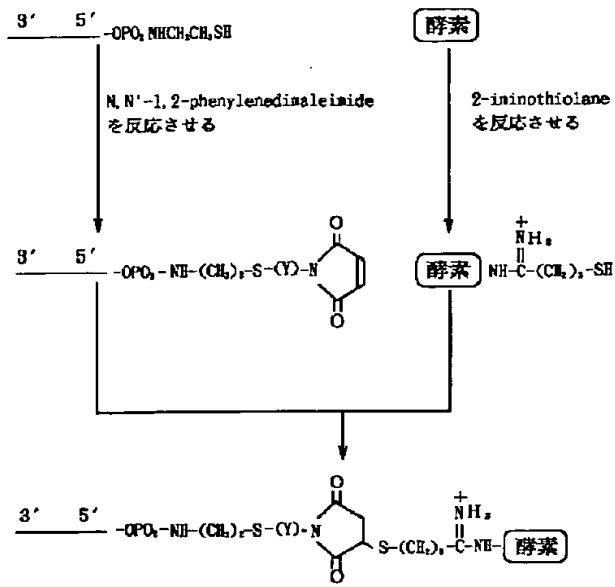 3' 5' -OPO₂NHCH₂CH₂SH
酵素
N,N'-1,2-phenylenedimaleimide
を反応させる
2-iminothiolane
を反応させる
O
3' 5' -OPO₂-NH-(CH₂)₂-S-(Y)-N
O
+
NH₂
酵素 NH-C-(CH₂)₃-SH
O
+
NH₂
3' 5' -OPO₂-NH-(CH₂)₂-S-(Y)-N
S-(CH₂)₃-C-NH- 酵素
O